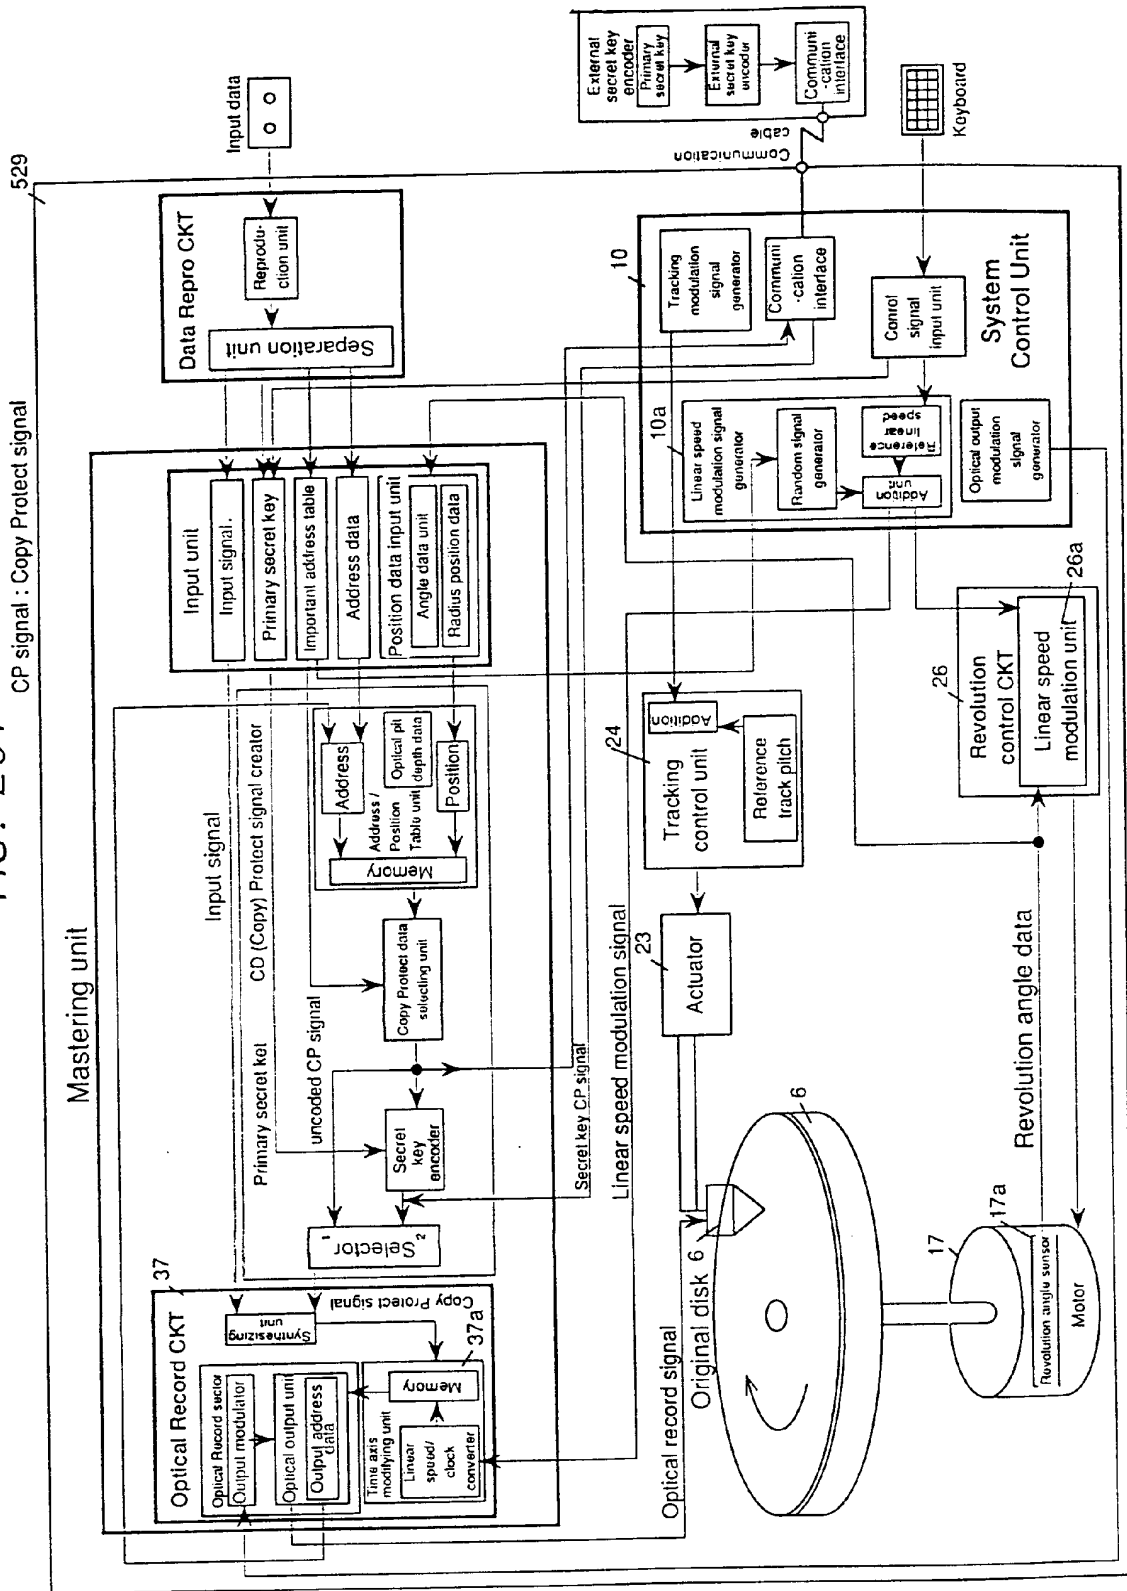 CP signal : Copy Protect signal
529
Mastering unit
Input data
Data Repro CKT
Reprodu-
ction unit
Separation unit
Input unit
Input signal.
Primary secret key
Important address table
Address data
Position data input unit
Angle data unit
Radius position data
Input signal
CD (Copy) Protect signal creator
Primary secret ket
uncoded CP signal
Address
Address /
Position
Table unit
Optical pit
depth data
Position
Memory
Copy Protect data
selecting unit
Secret
key
encoder
Selector
1
2
Secret key CP signal
Linear speed modulation signal
37
Optical Record CKT
Synthesizing
unit
Copy Protect signal
Optical Rucord sector
Output modulator
Optical output unit
Output address
data
Time axis
modifying unit
37a
Memory
Linear
speed/
clock
converter
External
secret key
encoder
Primary
secret key
External
secret key
uncoder
Communi
-cation
interface
Communication
cable
Keyboard
10
System
Control Unit
Tracking
modulation
signal
generator
Communi
-cation
interface
Control
signal
input unit
10a
Linear speed
modulation signal
generator
Random signal
generator
Reference
linear
speed
Addition
unit
Optical output
modulation
signal
generator
24
Tracking
control unit
Addition
Reference
track pitch
23
Actuator
26
Revolution
control CKT
26a
Linear speed
modulation unit
Optical record signal
Original disk 6
6
6
Revolution angle data
17
17a
Revolution angle sensor
Motor